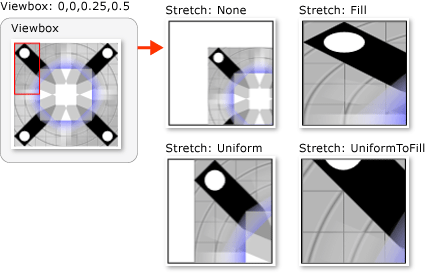 Viewbox: 0,0,0.25,0.5
Viewbox
Stretch: None
Stretch: Fill
Stretch: Uniform
Stretch: UniformToFill